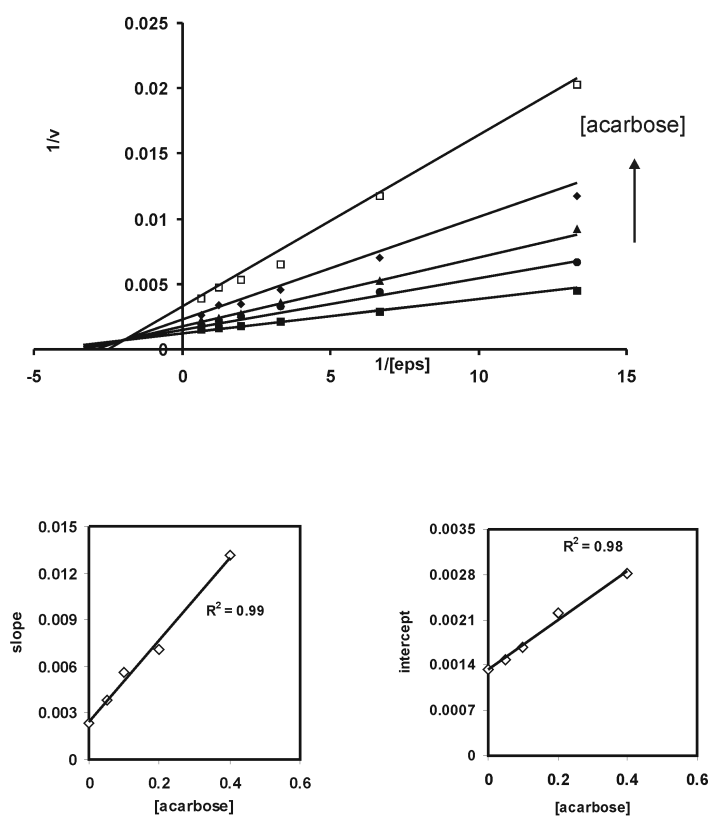 0.025
0.02
0.015
0.01
0.005
0
-5 0 5 10 15
1/v
1/[eps]
[acarbose]
0.015
0.012
0.009
0.006
0.003
0
0 0.2 0.4 0.6
slope
R² = 0.99
[acarbose]
0.0035
0.0028
0.0021
0.0014
0.0007
0
0 0.2 0.4 0.6
intercept
R² = 0.98
[acarbose]